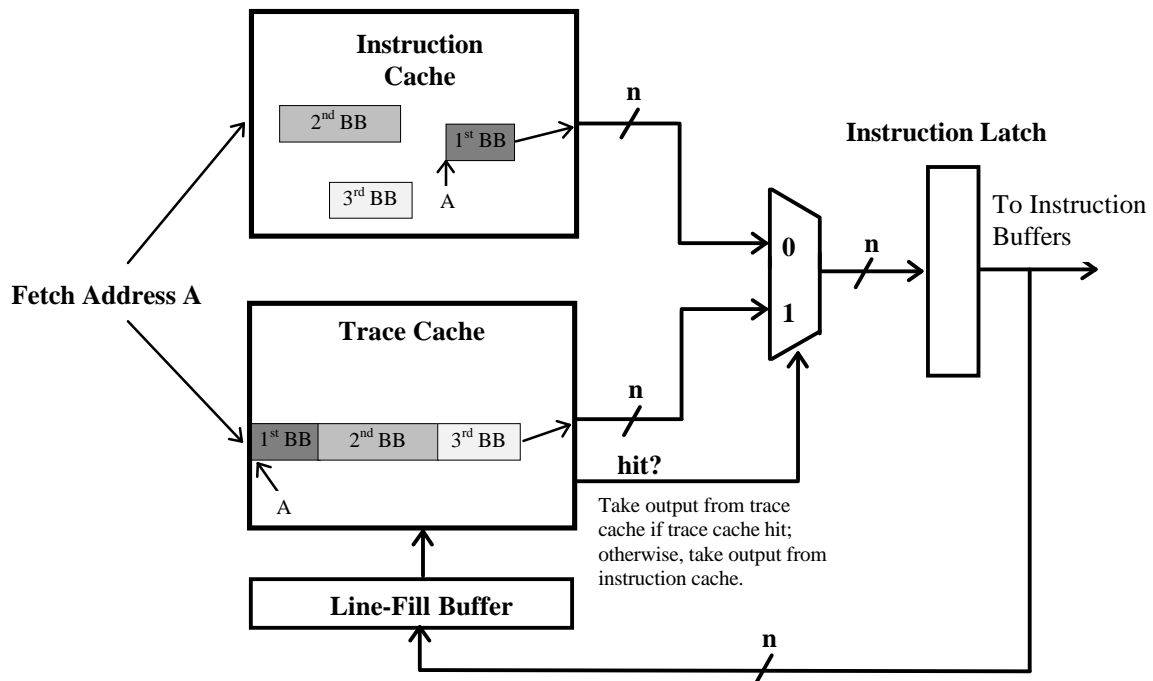 Instruction
Cache
2nd BB
1st BB
3rd BB
A
n
Instruction Latch
To Instruction
Buffers
0
1
n
Fetch Address A
Trace Cache
1st BB
2nd BB
3rd BB
A
n
hit?
Take output from trace
cache if trace cache hit;
otherwise, take output from
instruction cache.
Line-Fill Buffer
n